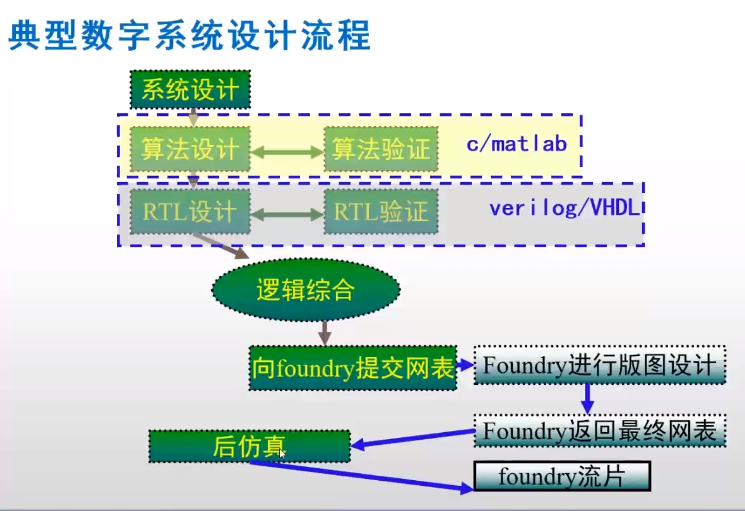 典型数字系统设计流程
系统设计
算法设计
算法验证
c/matlab
RTL设计
RTL验证
verilog/VHDL
逻辑综合
向foundry提交网表
Foundry进行版图设计
Foundry返回最终网表
后仿真
foundry流片